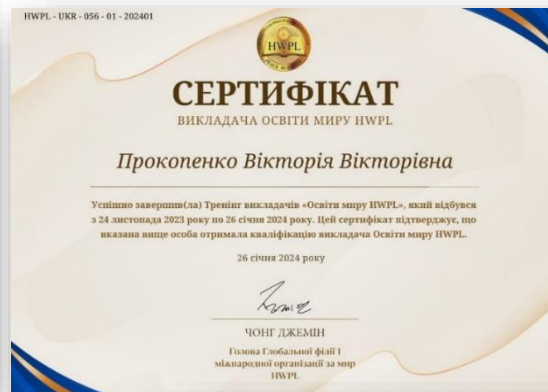 HWPL - UKR - 056 - 01 - 202401
HWPL
СЕРТИФІКАТ
ВИКЛАДАЧА ОСВІТИ МИРУ HWPL
Прокопенко Вікторія Вікторівна
Успішно завершив(ла) Тренінг викладачів «Освіти миру HWPL», який відбувся
з 24 листопада 2023 року по 26 січня 2024 року. Цей сертифікат підтверджує, що
вказана вище особа отримала кваліфікацію викладача Освіти миру HWPL.
26 січня 2024 року
ЧОНГ ДЖЕМІН
Голова Глобальної філії 1
міжнародної організації за мир
HWPL